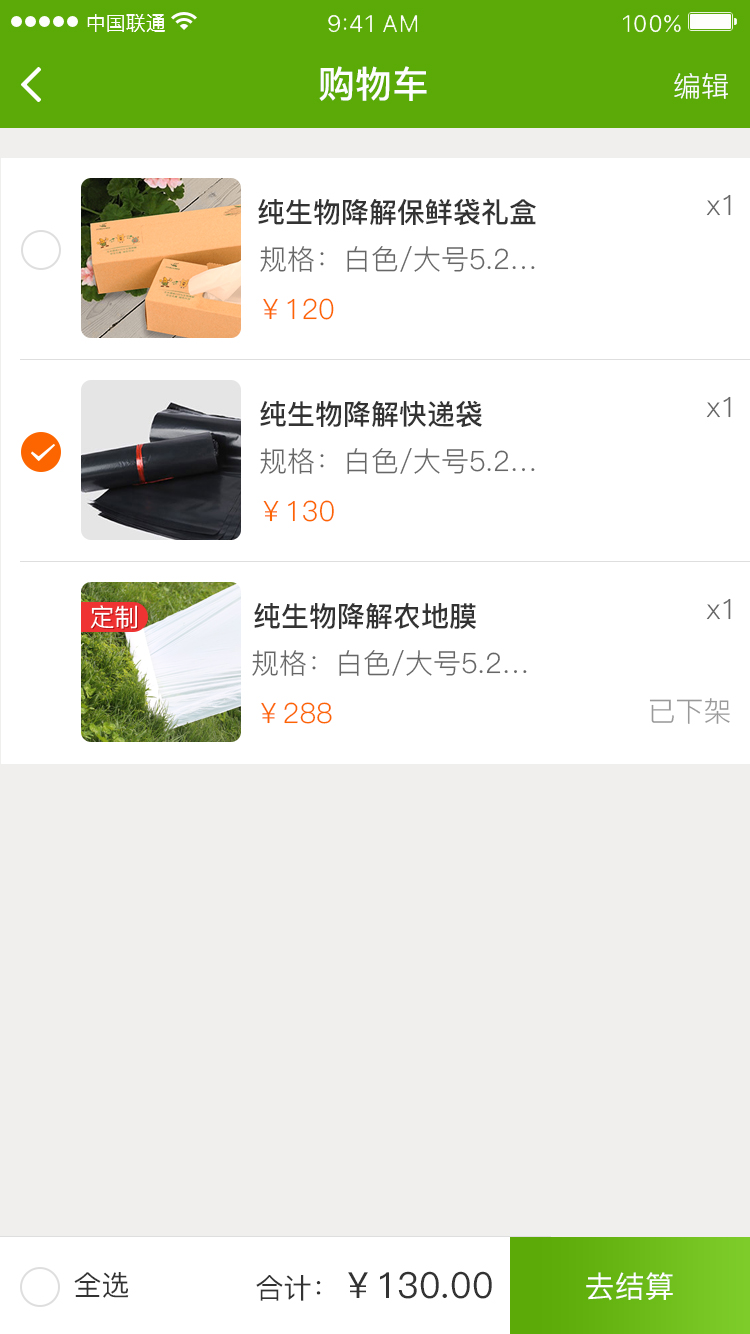 中国联通 9:41 AM 100%
购物车 编辑
纯生物降解保鲜袋礼盒 x1
规格：白色/大号5.2...
￥120
纯生物降解快递袋 x1
规格：白色/大号5.2...
￥130
定制
纯生物降解农地膜 x1
规格：白色/大号5.2...
￥288 已下架
全选 合计：￥130.00 去结算